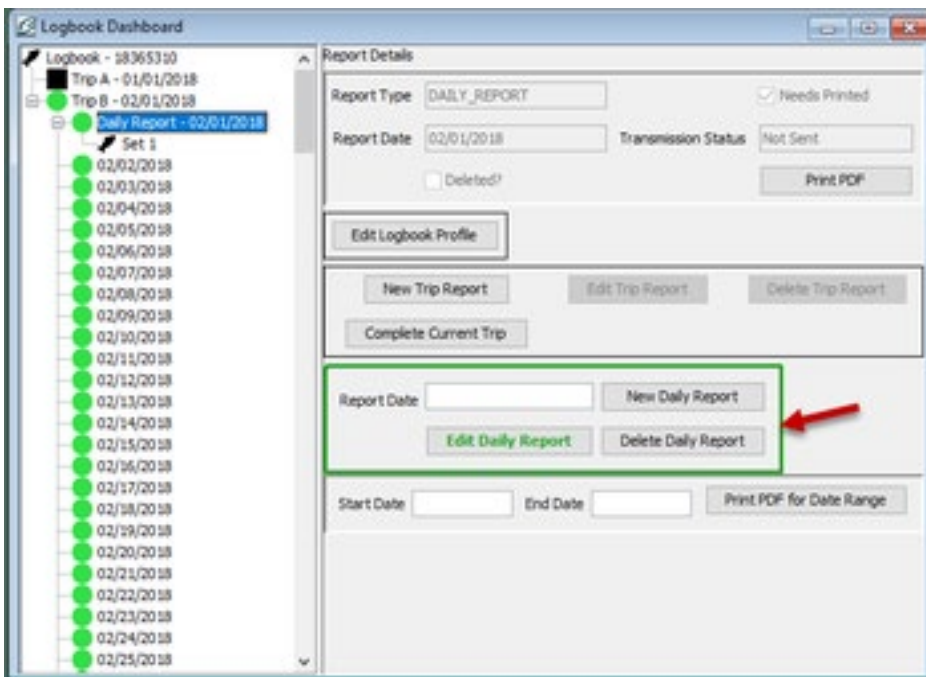 Logbook Dashboard
Logbook - 18365310
Trip A - 01/01/2018
Trip B - 02/01/2018
Daily Report - 02/01/2018
Set 1
02/02/2018
02/03/2018
02/04/2018
02/05/2018
02/06/2018
02/07/2018
02/08/2018
02/09/2018
02/10/2018
02/11/2018
02/12/2018
02/13/2018
02/14/2018
02/15/2018
02/16/2018
02/17/2018
02/18/2018
02/19/2018
02/20/2018
02/21/2018
02/22/2018
02/23/2018
02/24/2018
02/25/2018
Report Details
Report Type DAILY_REPORT Needs Printed
Report Date 02/01/2018 Transmission Status Not Sent
Deleted? Print PDF
Edit Logbook Profile
New Trip Report Edit Trip Report Delete Trip Report
Complete Current Trip
Report Date New Daily Report
Edit Daily Report Delete Daily Report
Start Date End Date Print PDF for Date Range